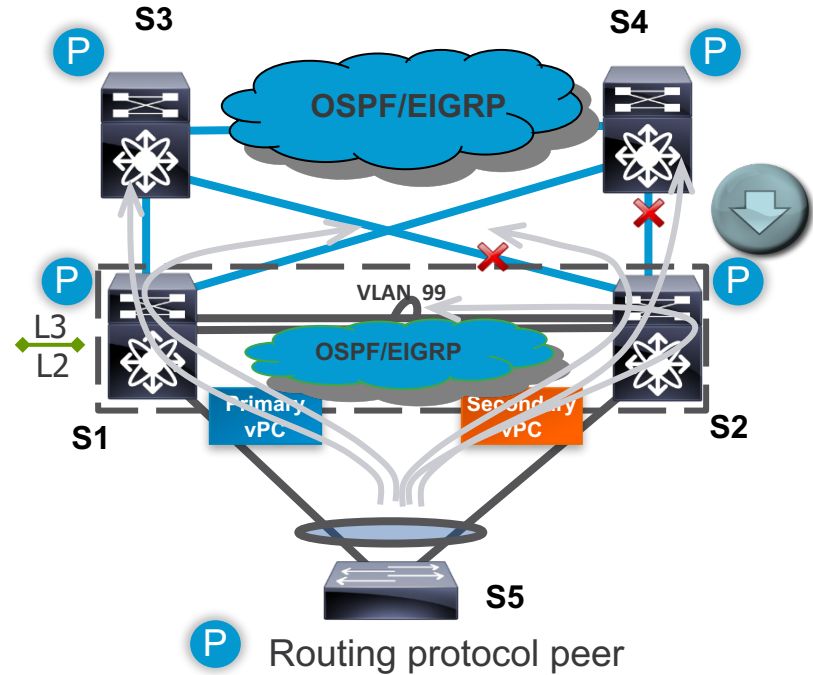 S3
S4
P
P
OSPF/EIGRP
P
P
VLAN 99
L3
L2
OSPF/EIGRP
Primary
vPC
Secondary
vPC
S1
S2
S5
P
Routing protocol peer